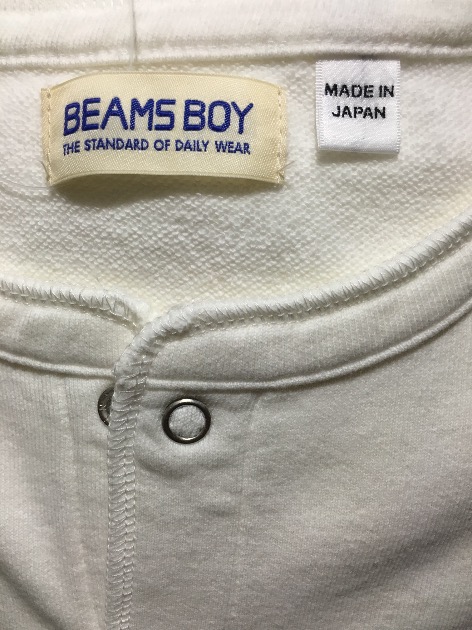 BEAMS BOY
THE STANDARD OF DAILY WEAR
MADE IN
JAPAN